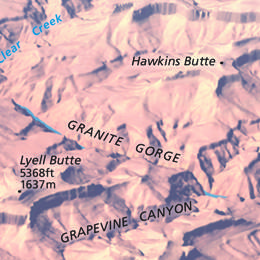 Clear Creek
Hawkins Butte
GRANITE GORGE
Lyell Butte
5368ft
1637m
GRAPEVINE CANYON